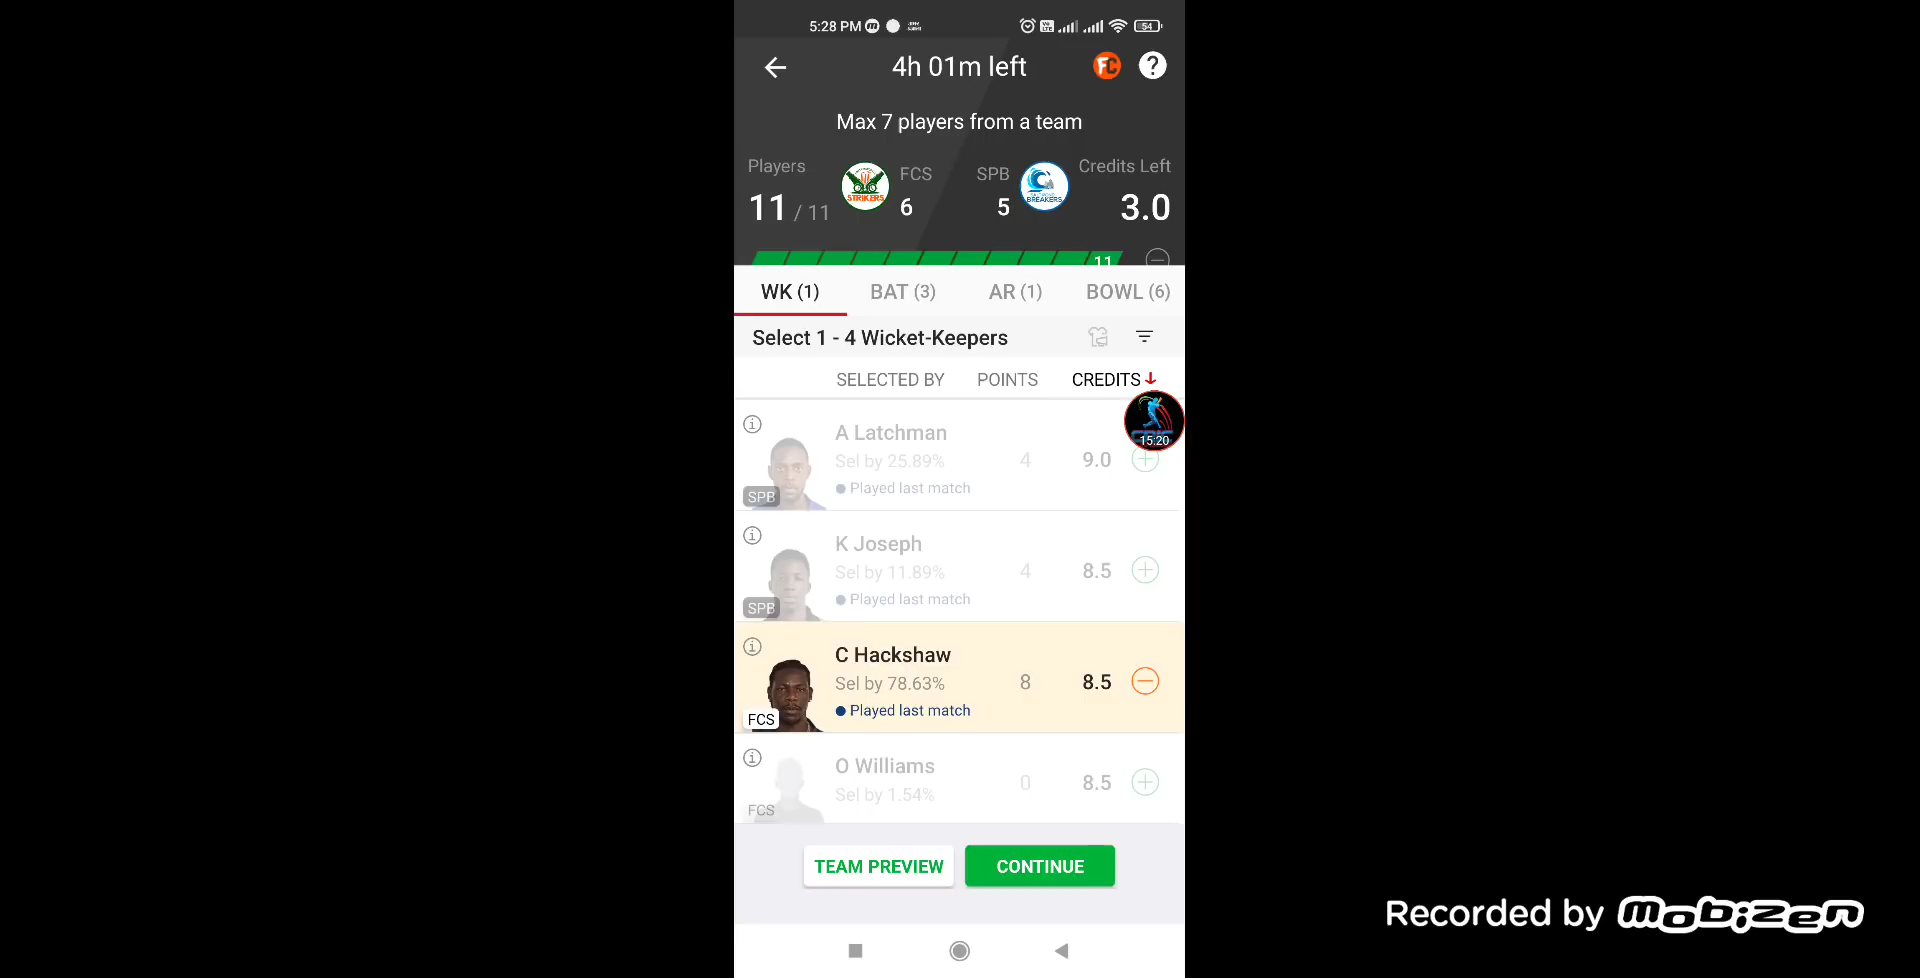 5:28 PM
54
4h 01m left
FC
?
Max 7 players from a team
Players
11 / 11
STRIKERS
FCS
6
SPB
5
BREAKERS
Credits Left
3.0
11
WK (1)
BAT (3)
AR (1)
BOWL (6)
Select 1 - 4 Wicket-Keepers
SELECTED BY
POINTS
CREDITS
15:20
A Latchman
Sel by 25.89%
4
9.0
Played last match
SPB
K Joseph
Sel by 11.89%
4
8.5
Played last match
SPB
C Hackshaw
Sel by 78.63%
8
8.5
Played last match
FCS
O Williams
Sel by 1.54%
0
8.5
FCS
TEAM PREVIEW
CONTINUE
Recorded by mobizen